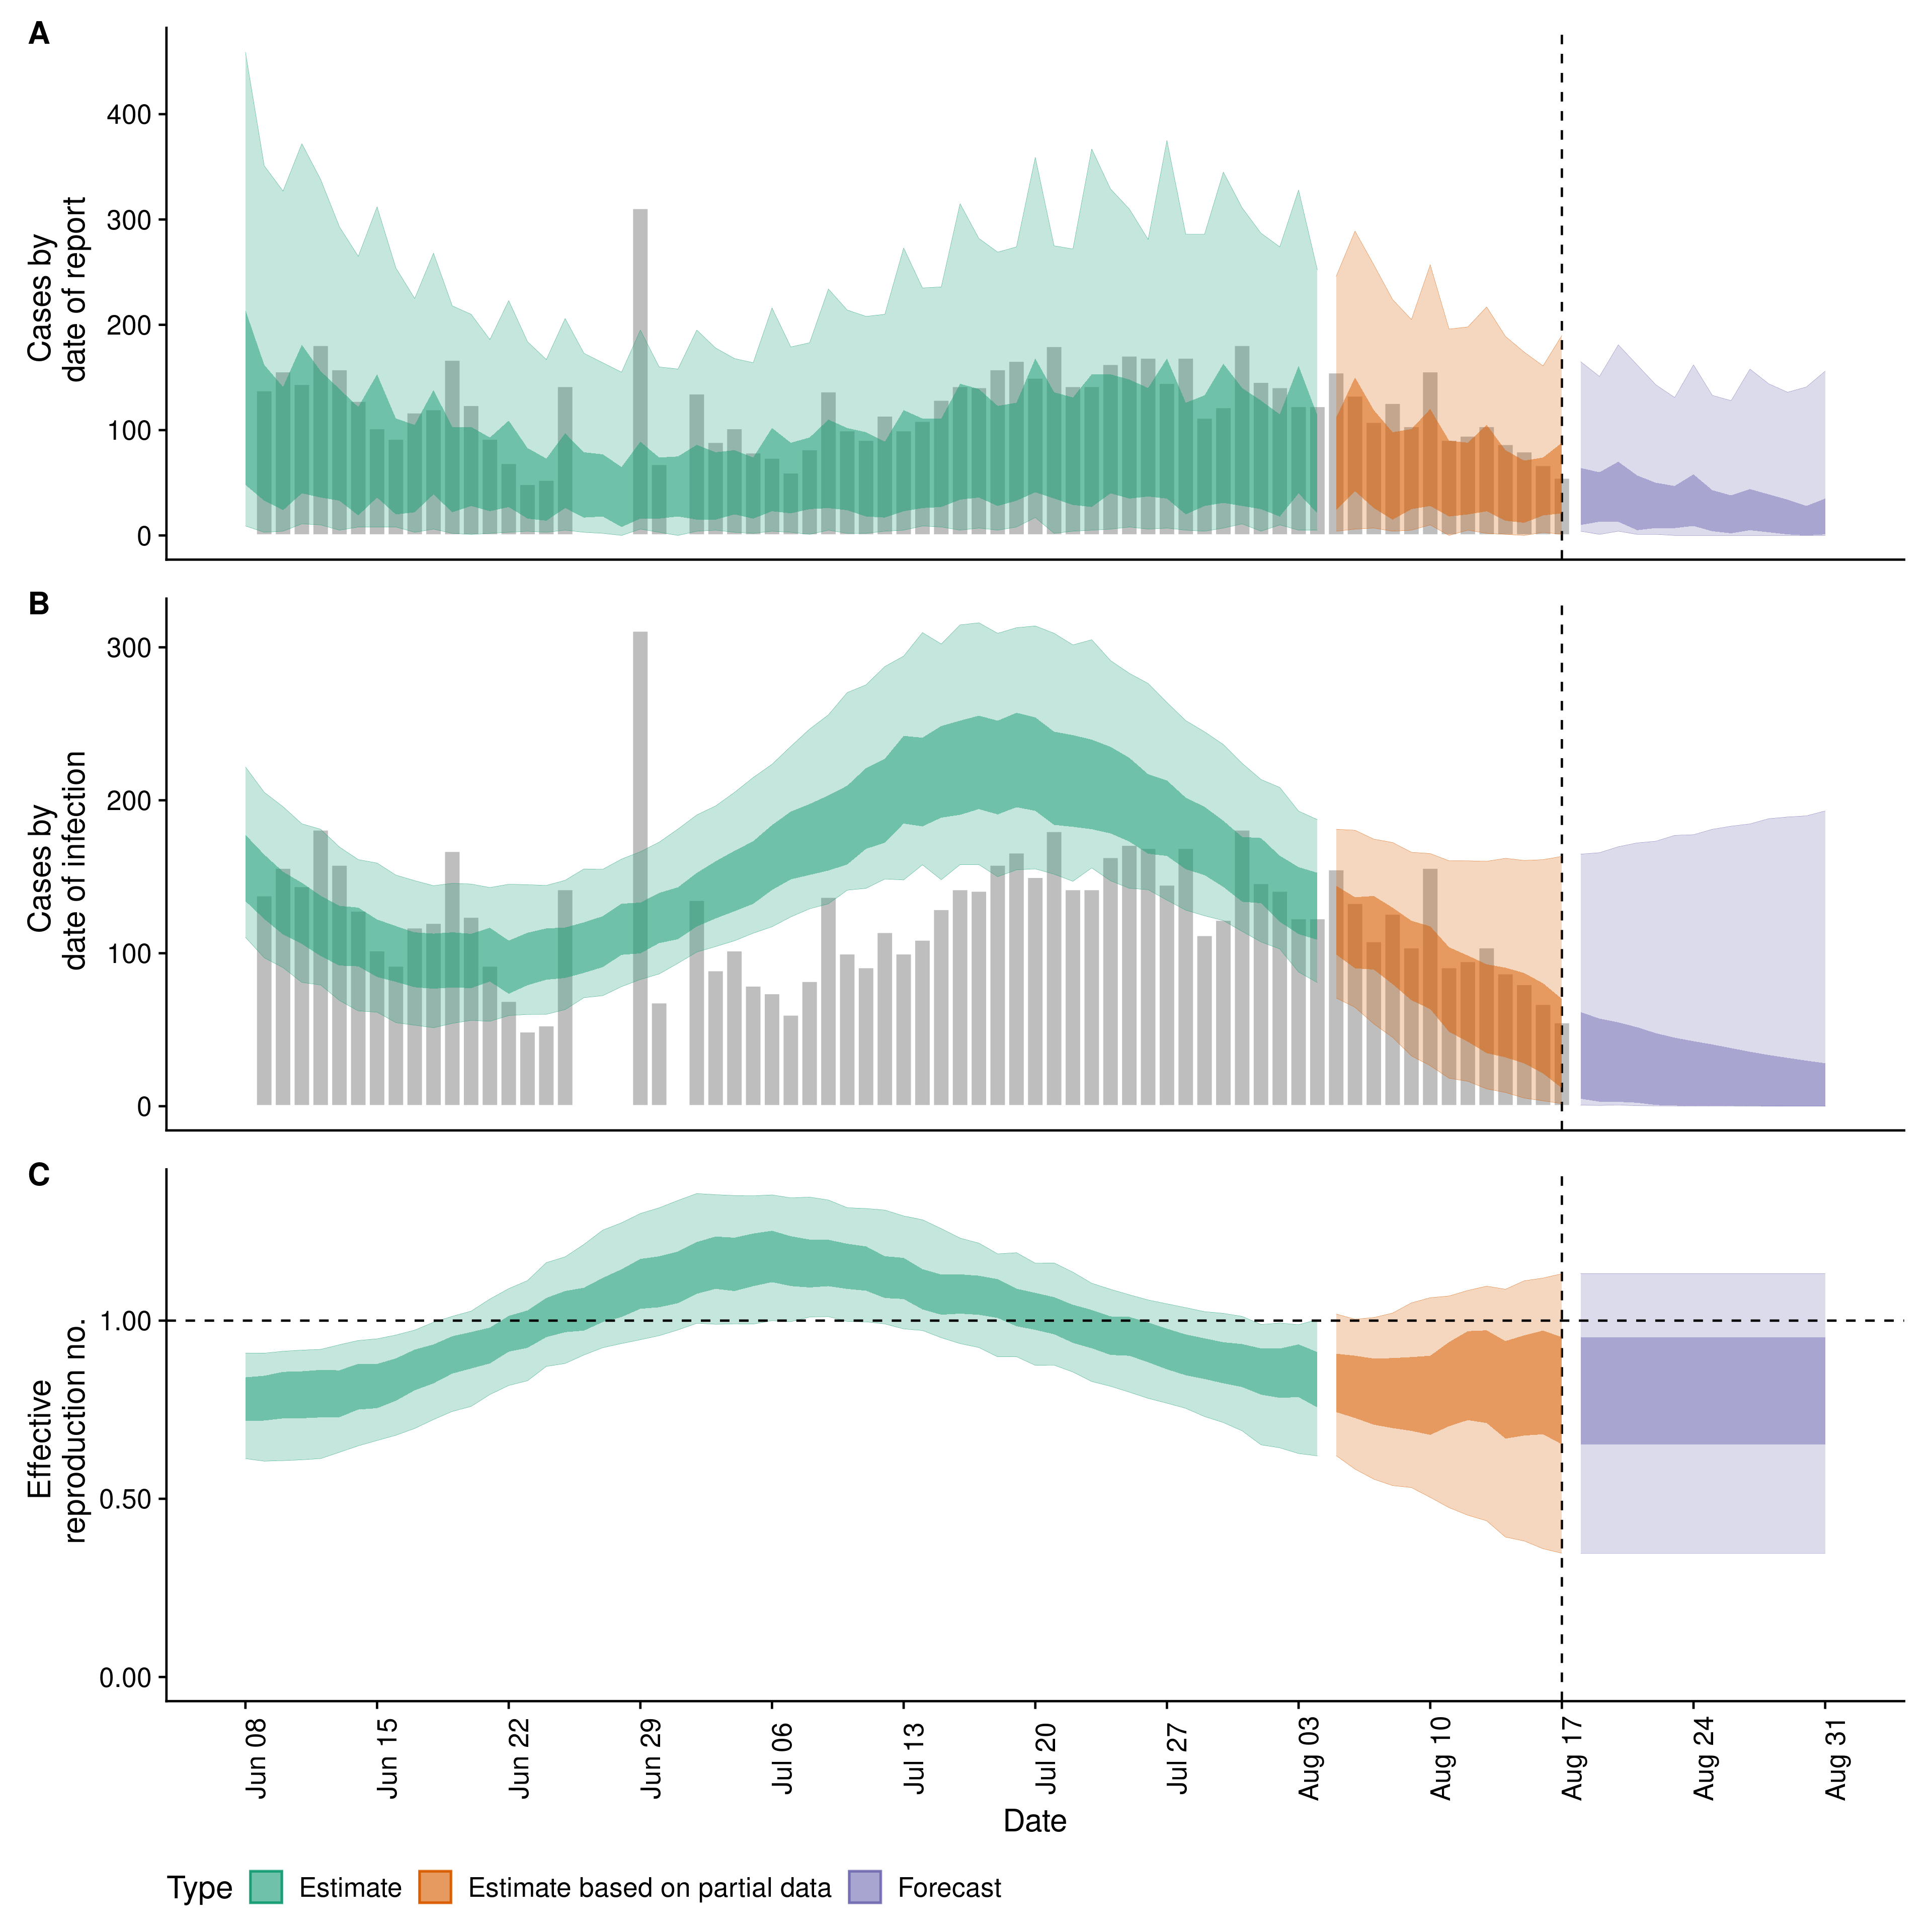 A
Cases by
date of report
400
300
200
100
0
B
Cases by
date of infection
300
200
100
0
C
Effective
reproduction no.
1.00
0.50
0.00
Jun 08
Jun 15
Jun 22
Jun 29
Jul 06
Jul 13
Jul 20
Jul 27
Aug 03
Aug 10
Aug 17
Aug 24
Aug 31
Date
Type Estimate Estimate based on partial data Forecast